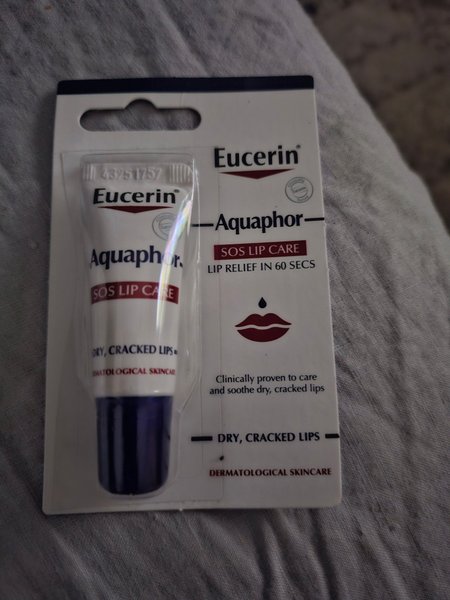 63951757
Eucerin
Aquaphor
SOS LIP CARE
DRY, CRACKED LIPS
DERMATOLOGICAL SKINCARE
Eucerin®
Aquaphor
SOS LIP CARE
LIP RELIEF IN 60 SECS
Clinically proven to care
and soothe dry, cracked lips
DRY, CRACKED LIPS
DERMATOLOGICAL SKINCARE